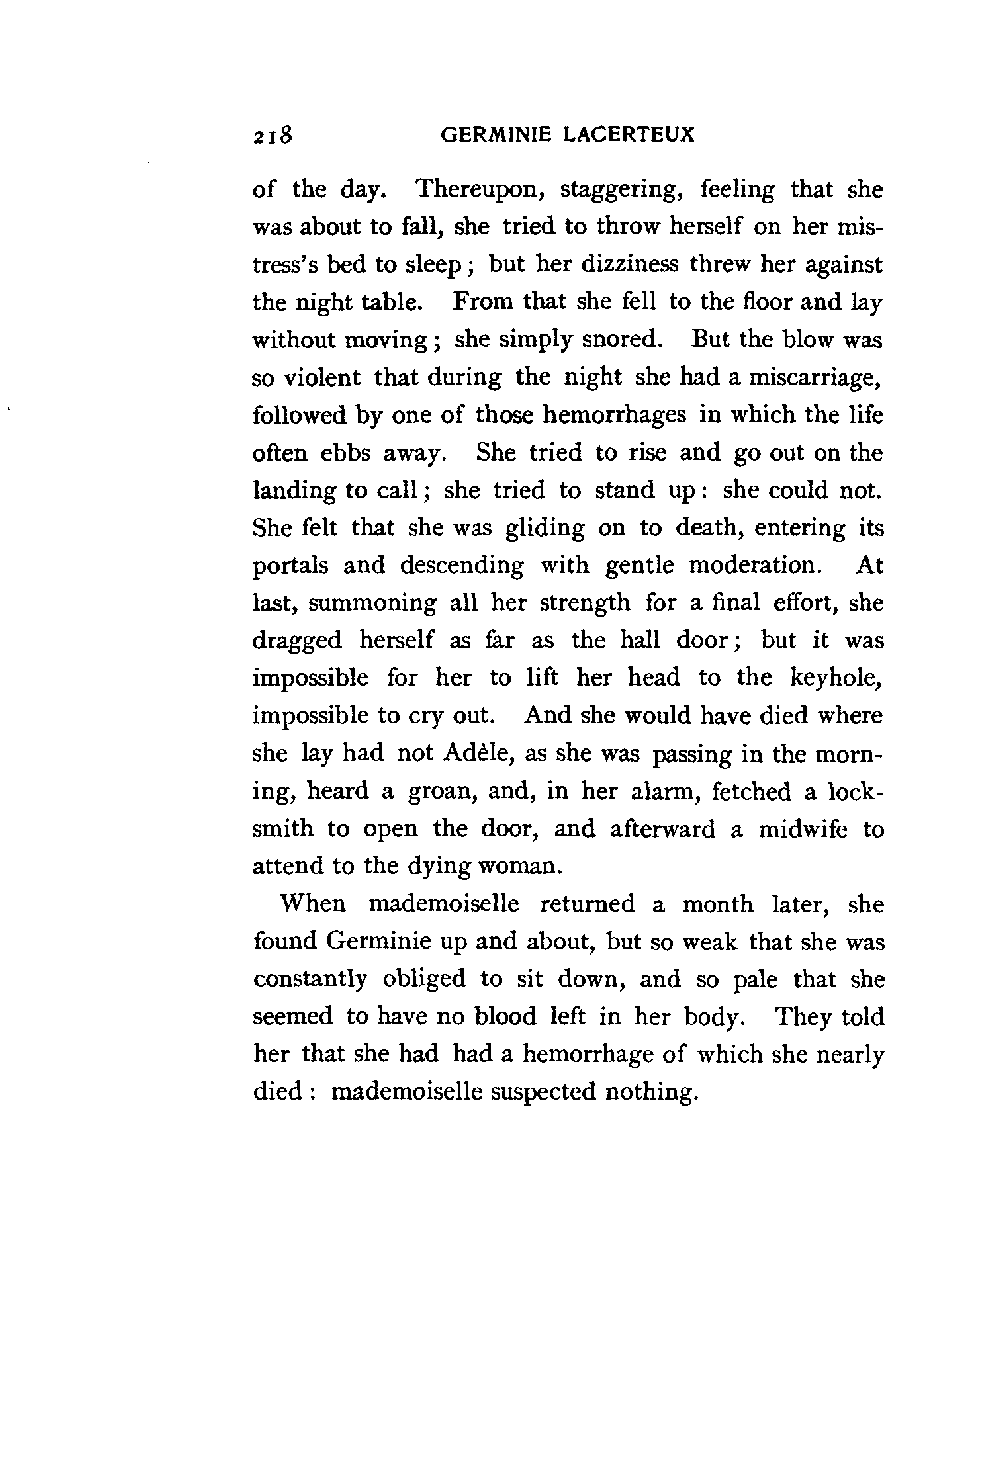 218 GERMINIE LACERTEUX
of the day. Thereupon, staggering, feeling that she
was about to fall, she tried to throw herself on her mis-
tress's bed to sleep; but her dizziness threw her against
the night table. From that she fell to the floor and lay
without moving; she simply snored. But the blow was
so violent that during the night she had a miscarriage,
followed by one of those hemorrhages in which the life
often ebbs away. She tried to rise and go out on the
landing to call; she tried to stand up: she could not.
She felt that she was gliding on to death, entering its
portals and descending with gentle moderation. At
last, summoning all her strength for a final effort, she
dragged herself as far as the hall door; but it was
impossible for her to lift her head to the keyhole,
impossible to cry out. And she would have died where
she lay had not Adèle, as she was passing in the morn-
ing, heard a groan, and, in her alarm, fetched a lock-
smith to open the door, and afterward a midwife to
attend to the dying woman.
When mademoiselle returned a month later, she
found Germinie up and about, but so weak that she was
constantly obliged to sit down, and so pale that she
seemed to have no blood left in her body. They told
her that she had had a hemorrhage of which she nearly
died: mademoiselle suspected nothing.